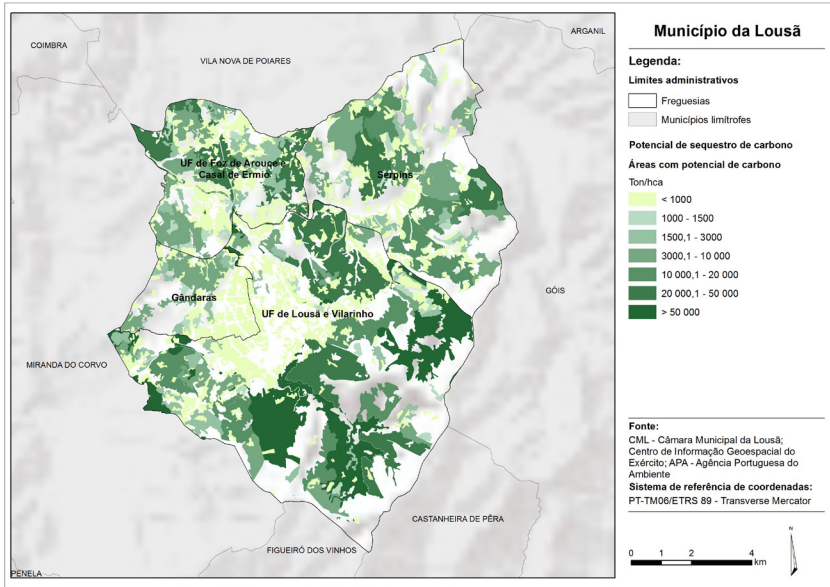 COIMBRA
ARGANIL
VILA NOVA DE POIARES
UF de Foz de Arouce e
Casal de Ermio
Serpins
Gândaras
UF de Lousã e Vilarinho
GÓIS
MIRANDA DO CORVO
CASTANHEIRA DE PÊRA
FIGUEIRÓ DOS VINHOS
PENELA
Município da Lousã
Legenda:
Limites administrativos
Freguesias
Municípios limítrofes
Potencial de sequestro de carbono
Áreas com potencial de carbono
Ton/hca
< 1000
1000 - 1500
1500,1 - 3000
3000,1 - 10 000
10 000,1 - 20 000
20 000,1 - 50 000
> 50 000
Fonte:
CML - Câmara Municipal da Lousã;
Centro de Informação Geoespacial do
Exército; APA - Agência Portuguesa do
Ambiente
Sistema de referência de coordenadas:
PT-TM06/ETRS 89 - Transverse Mercator
N
0 1 2 4
km